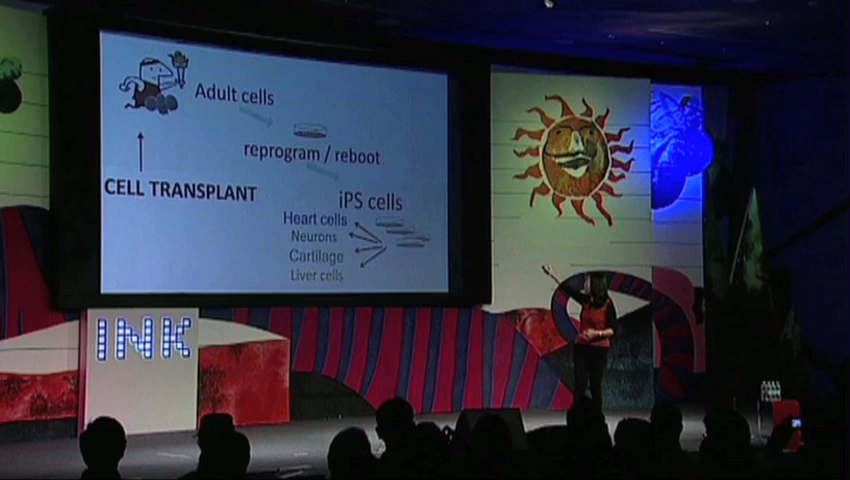 Adult cells
reprogram / reboot
CELL TRANSPLANT
iPS cells
Heart cells
Neurons
Cartilage
Liver cells
INK